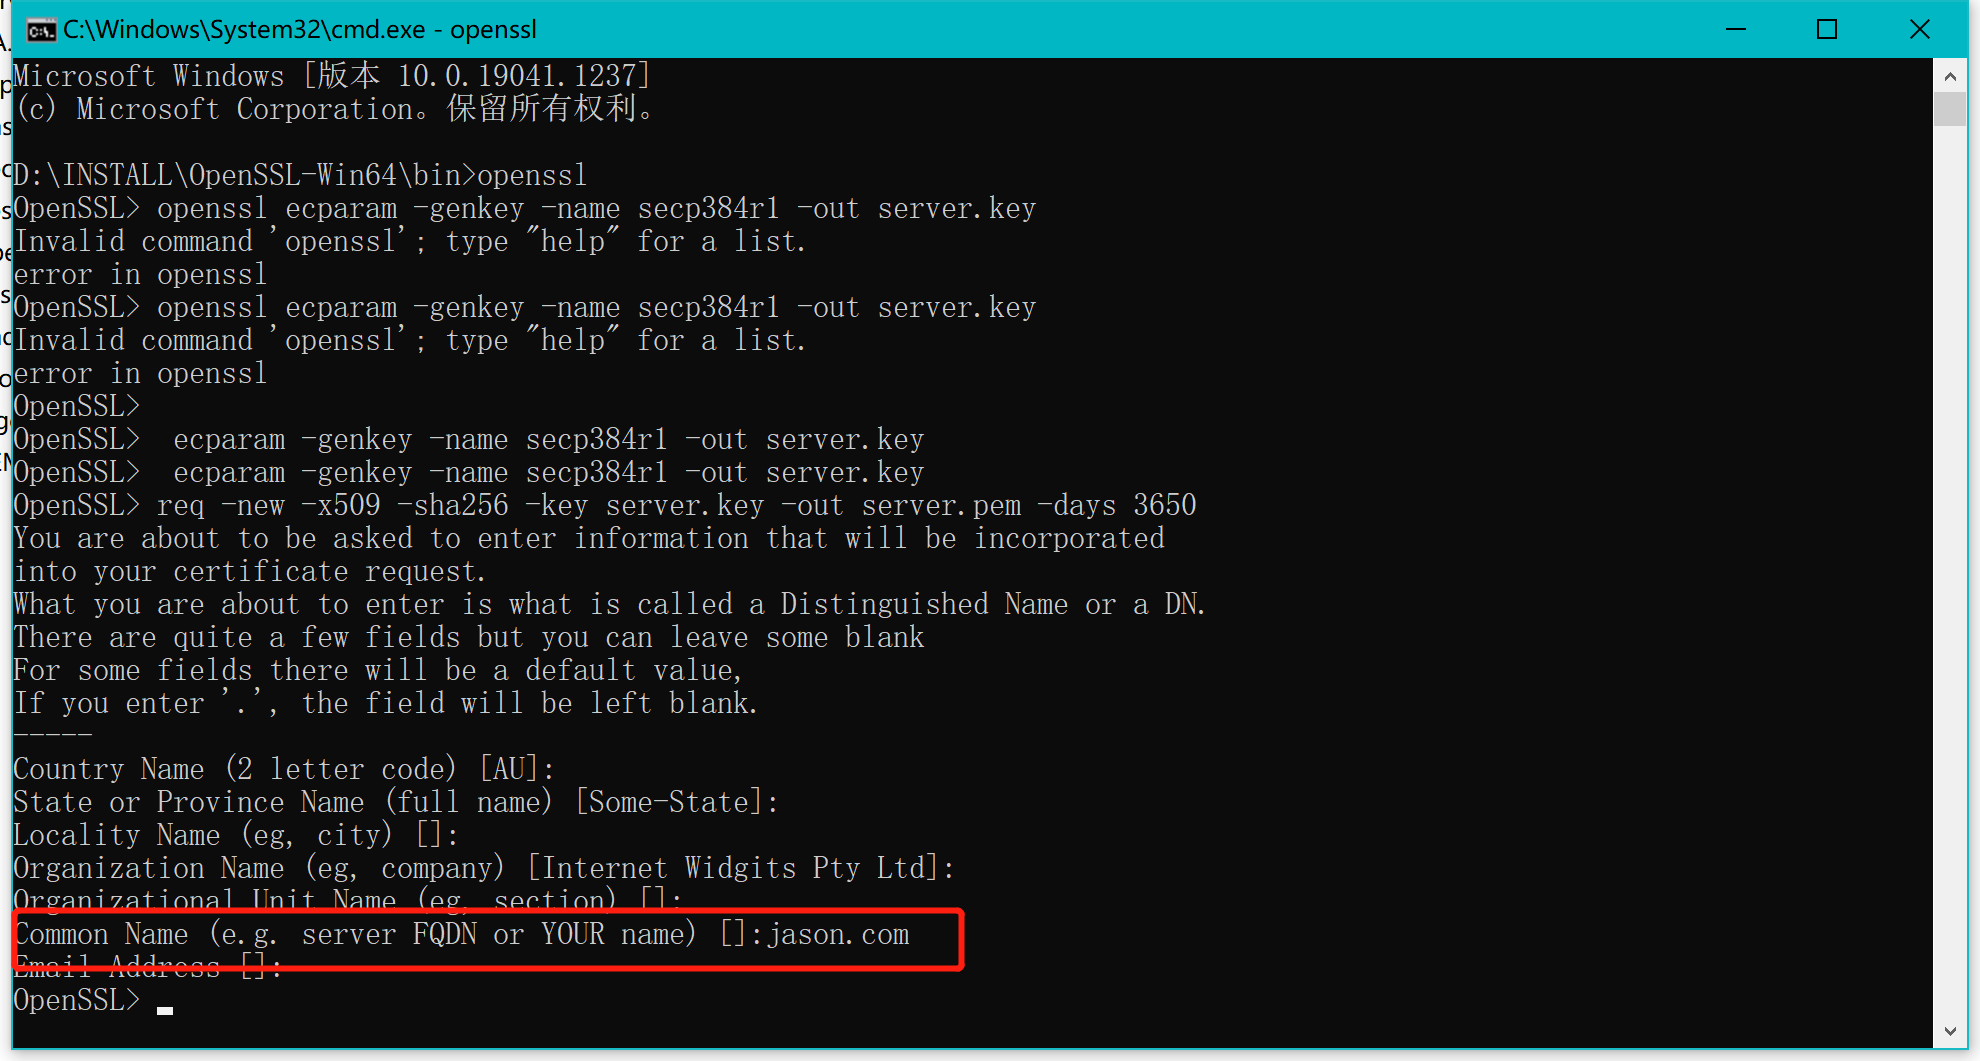 C:\Windows\System32\cmd.exe - openssl
Microsoft Windows [版本 10.0.19041.1237]
(c) Microsoft Corporation。保留所有权利。
D:\INSTALL\OpenSSL-Win64\bin>openssl
OpenSSL> openssl ecparam -genkey -name secp384r1 -out server.key
Invalid command 'openssl'; type "help" for a list.
error in openssl
OpenSSL> openssl ecparam -genkey -name secp384r1 -out server.key
Invalid command 'openssl'; type "help" for a list.
error in openssl
OpenSSL>
OpenSSL>  ecparam -genkey -name secp384r1 -out server.key
OpenSSL>  ecparam -genkey -name secp384r1 -out server.key
OpenSSL> req -new -x509 -sha256 -key server.key -out server.pem -days 3650
You are about to be asked to enter information that will be incorporated
into your certificate request.
What you are about to enter is what is called a Distinguished Name or a DN.
There are quite a few fields but you can leave some blank
For some fields there will be a default value,
If you enter '.', the field will be left blank.
-----
Country Name (2 letter code) [AU]:
State or Province Name (full name) [Some-State]:
Locality Name (eg, city) []:
Organization Name (eg, company) [Internet Widgits Pty Ltd]:
Organizational Unit Name (eg, section) []:
Common Name (e.g. server FQDN or YOUR name) []:jason.com
Email Address []:
OpenSSL>